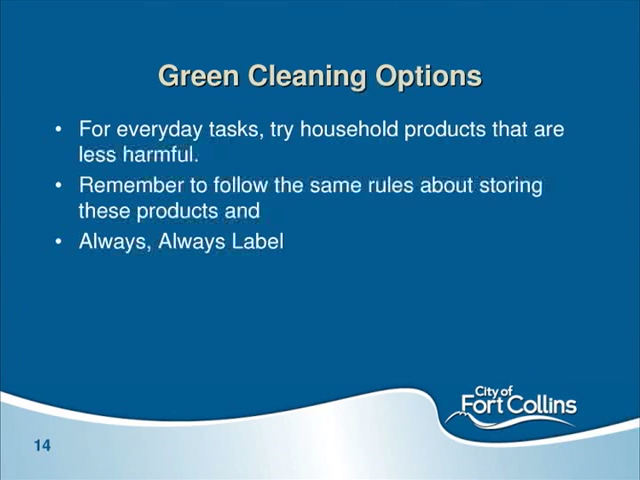 Green Cleaning Options
• For everyday tasks, try household products that are
less harmful.
• Remember to follow the same rules about storing
these products and
• Always, Always Label
City of
Fort Collins
14